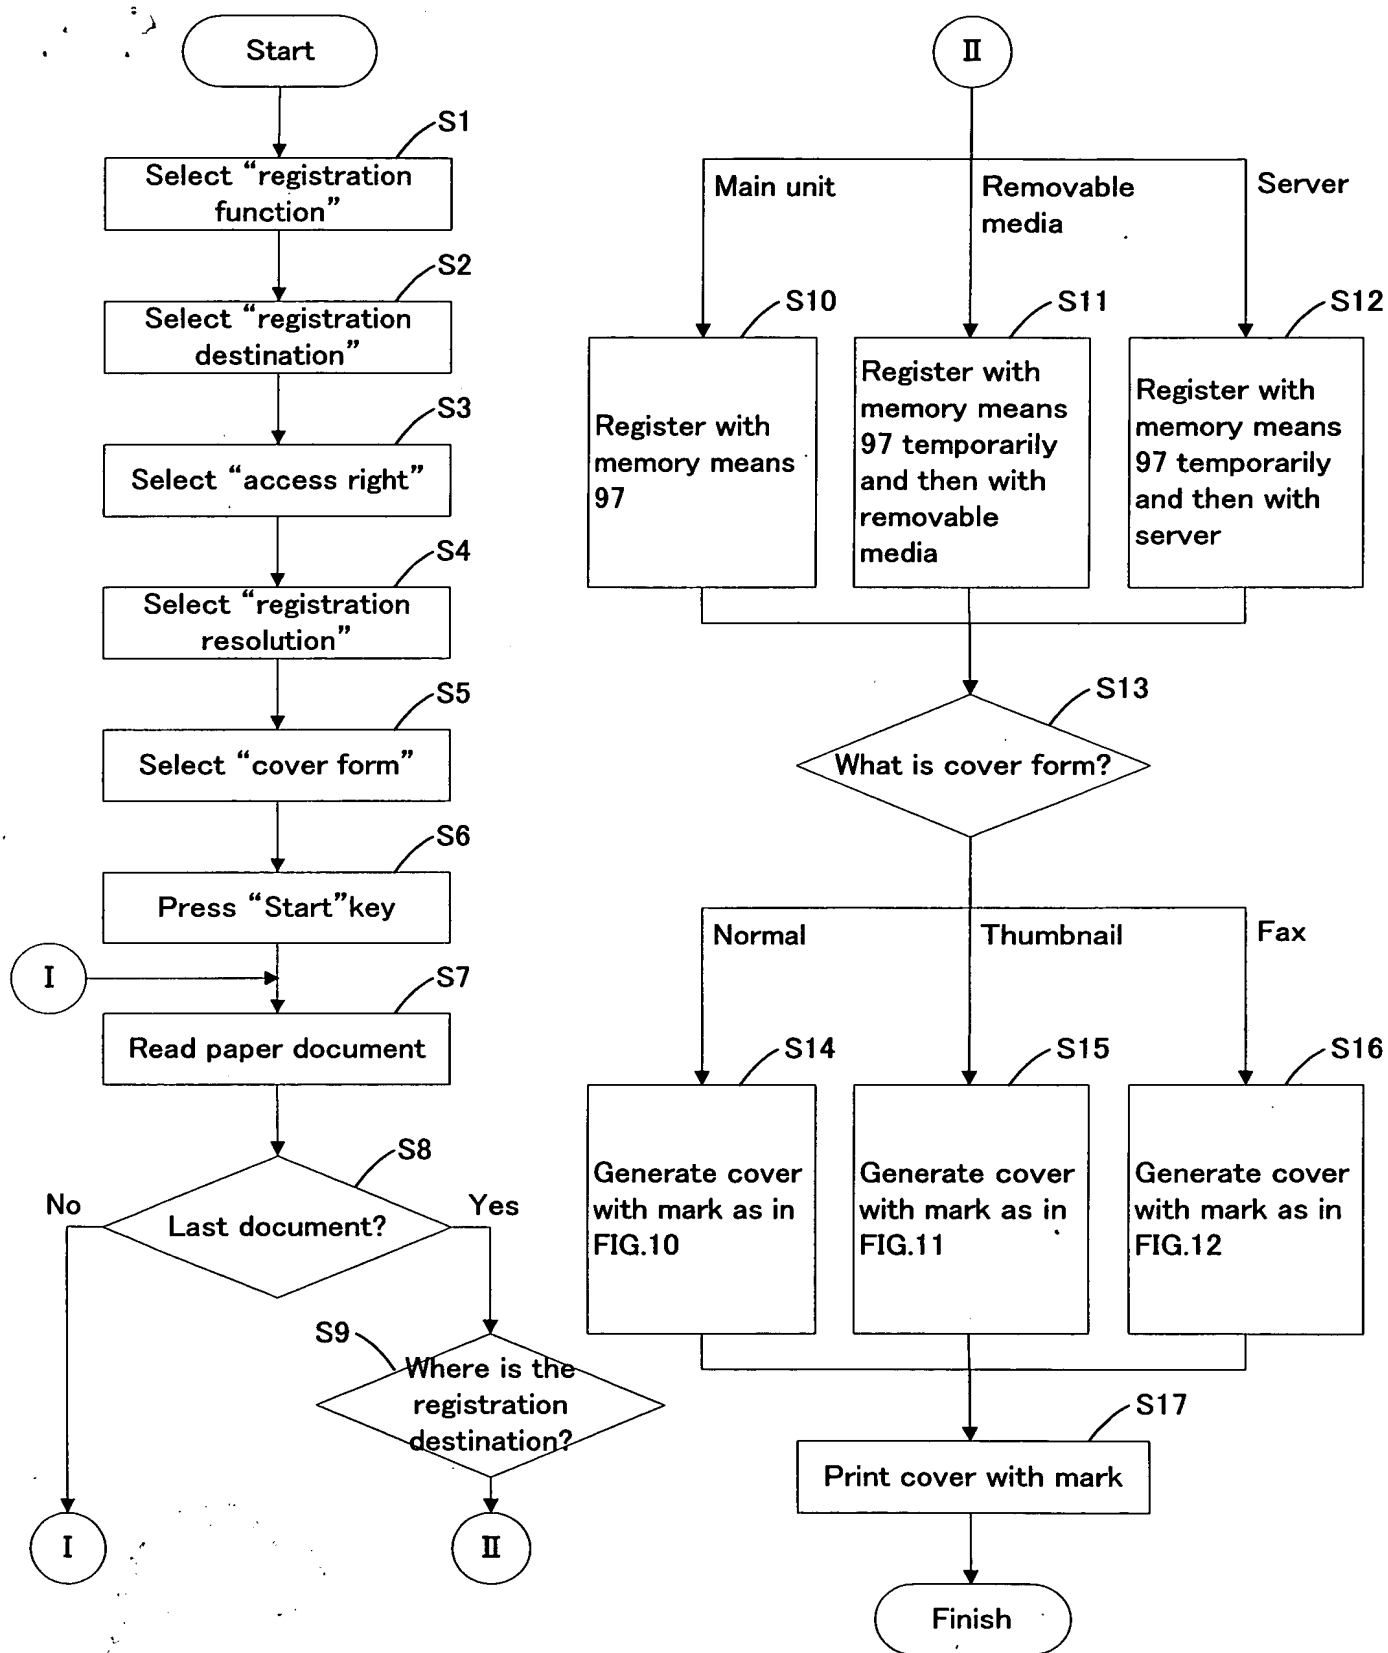 Start
S1
Select “registration
function”
S2
Select “registration
destination”
S3
Select “access right”
S4
Select “registration
resolution”
S5
Select “cover form”
S6
Press “Start”key
I
S7
Read paper document
S8
No
Yes
Last document?
S9
Where is the
registration
destination?
I
II
II
Main unit
Removable
media
Server
S10
Register with
memory means
97
S11
Register with
memory means
97 temporarily
and then with
removable
media
S12
Register with
memory means
97 temporarily
and then with
server
S13
What is cover form?
Normal
Thumbnail
Fax
S14
Generate cover
with mark as in
FIG.10
S15
Generate cover
with mark as in
FIG.11
S16
Generate cover
with mark as in
FIG.12
S17
Print cover with mark
Finish